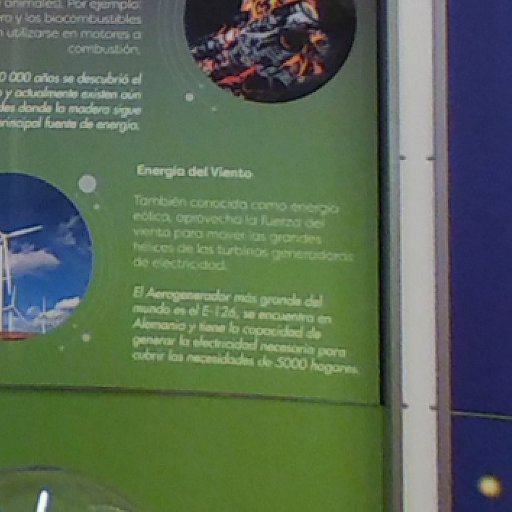 animales). Por ejemplo:
ro y los biocombustibles
utilizarse en motores a
combustión.
0 000 años se descubrió el
o y actualmente existen aún
des donde la madera sigue
principal fuente de energía.
Energía del Viento
También conocida como energía
eólica, aprovecha la fuerza del
viento para mover las grandes
hélices de las turbinas generadoras
de electricidad.
El Aerogenerador más grande del
mundo es el E-126, se encuentra en
Alemania y tiene la capacidad de
generar la electricidad necesaria para
cubrir las necesidades de 5000 hogares.